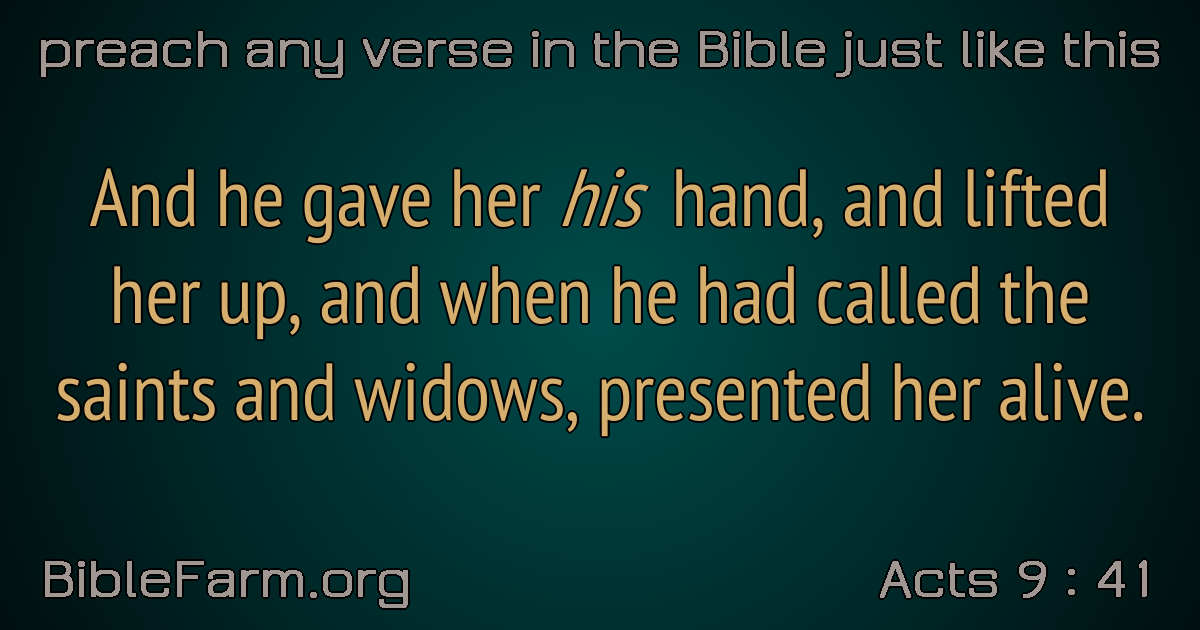 preach any verse in the Bible just like this
And he gave her his hand, and lifted
her up, and when he had called the
saints and widows, presented her alive.
BibleFarm.org
Acts 9 : 41